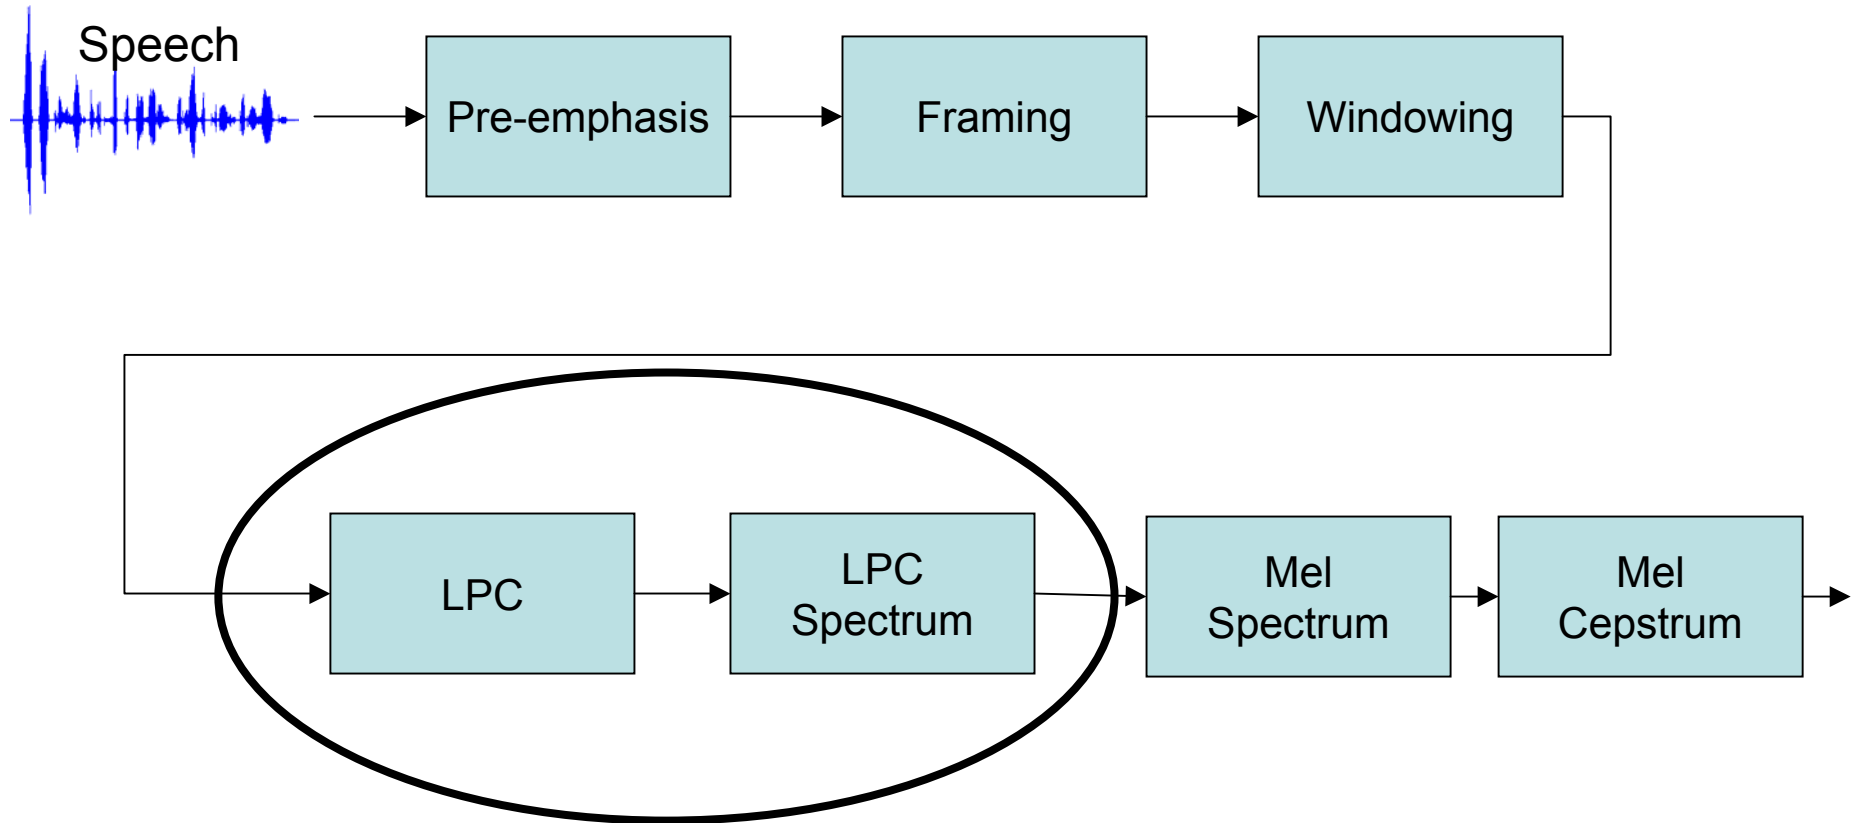 Speech
Pre-emphasis
Framing
Windowing
LPC
LPC
Spectrum
Mel
Spectrum
Mel
Cepstrum